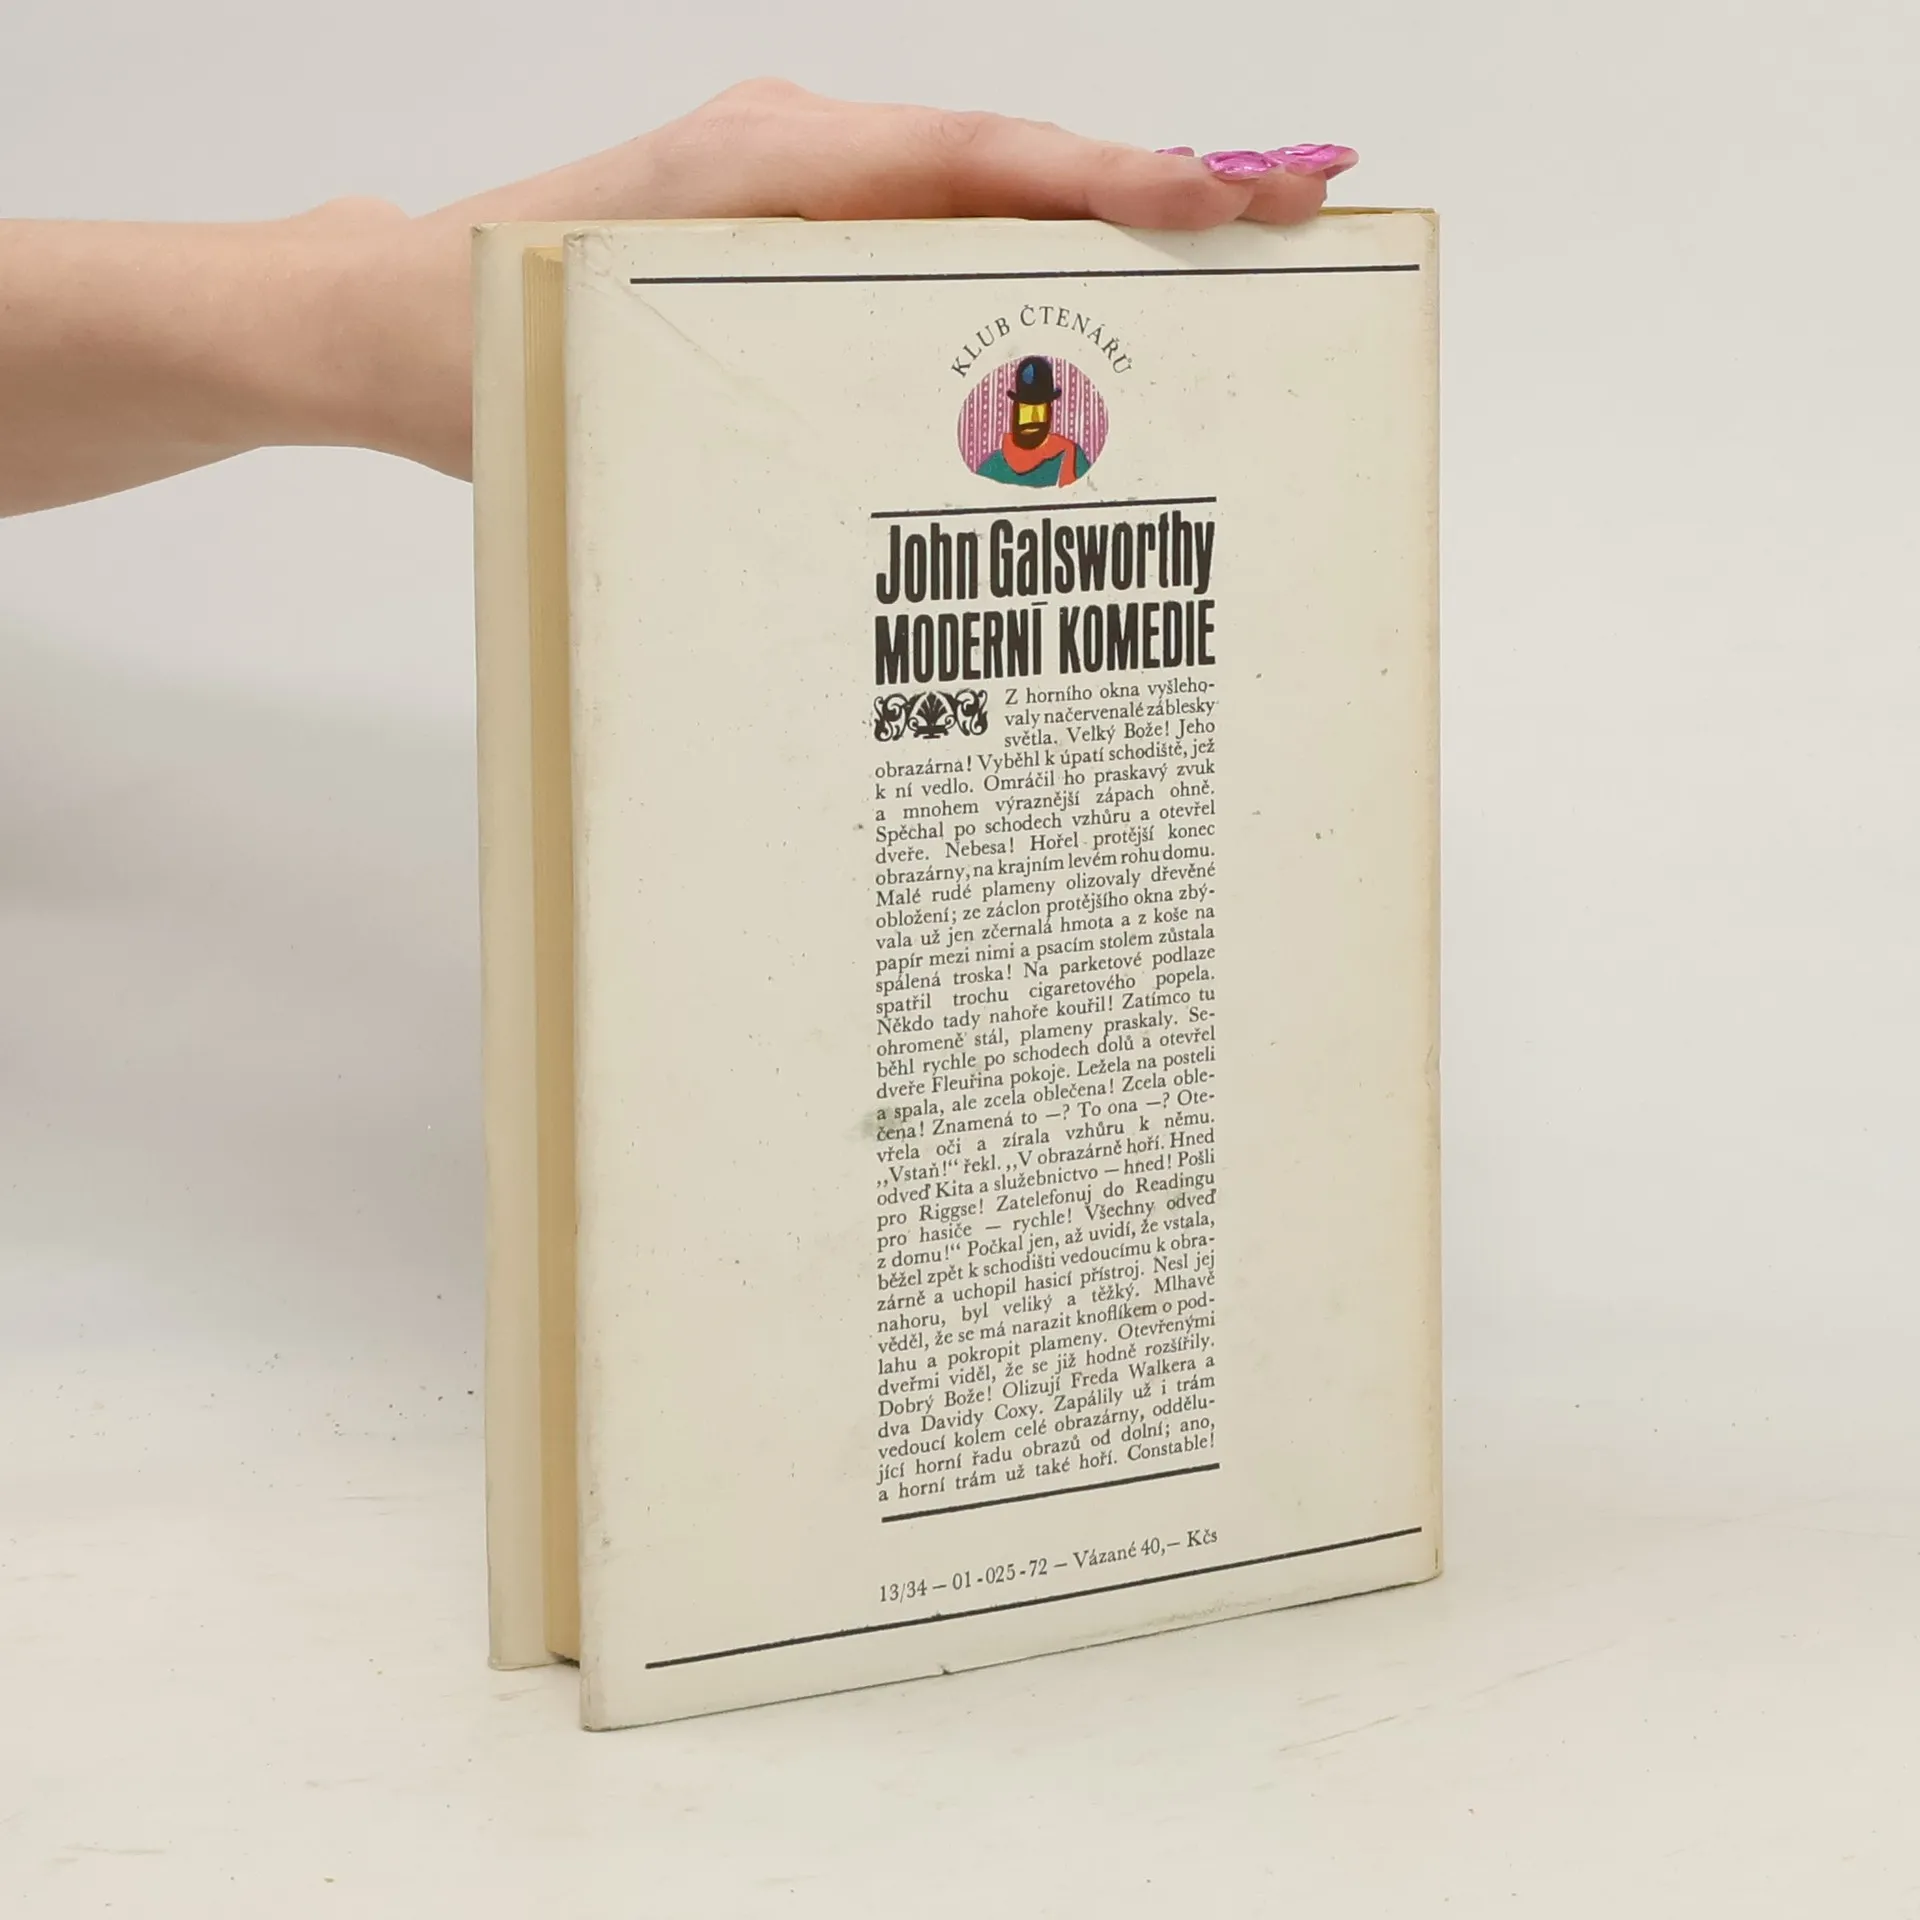 KLUB ČTENÁŘŮ
John Galsworthy
MODERNÍ KOMEDIE
Z horního okna vyšleho-
valy načervenalé záblesky
světla. Velký Bože! Jeho
obrazárna! Vyběhl k úpatí schodiště, jež
k ní vedlo. Omráčil ho praskavý zvuk
a mnohem výraznější zápach ohně.
Spěchal po schodech vzhůru a otevřel
dveře. Nebesa! Hořel protější konec
obrazárny, na krajním levém rohu domu.
Malé rudé plameny olizovaly dřevěné
obložení; ze záclon protějšího okna zbý-
vala už jen zčernalá hmota a z koše na
papír mezi nimi a psacím stolem zůstala
spálená troska! Na parketové podlaze
spatřil trochu cigaretového popela.
Někdo tady nahoře kouřil! Zatímco tu
ohromeně stál, plameny praskaly. Se-
běhl rychle po schodech dolů a otevřel
dveře Fleuřina pokoje. Ležela na posteli
a spala, ale zcela oblečena! Zcela oble-
čena! Znamená to —? To ona —? Ote-
vřela oči a zírala vzhůru k němu.
,,Vstaň!“ řekl. ,,V obrazárně hoří. Hned
odveď Kita a služebnictvo — hned! Pošli
pro Riggse! Zatelefonuj do Readingu
pro hasiče — rychle! Všechny odveď
z domu!“ Počkal jen, až uvidí, že vstala,
běžel zpět k schodišti vedoucímu k obra-
zárně a uchopil hasicí přístroj. Nesl jej
nahoru, byl veliký a těžký. Mlhavě
věděl, že se má narazit knoflíkem o pod-
lahu a pokropit plameny. Otevřenými
dveřmi viděl, že se již hodně rozšířily.
Dobrý Bože! Olizují Freda Walkera a
dva Davidy Coxy. Zapálily už i trám
vedoucí kolem celé obrazárny, oddělu-
jící horní řadu obrazů od dolní; ano,
a horní trám už také hoří. Constable!
13/34 — 01-025-72 — Vázané 40,— Kčs